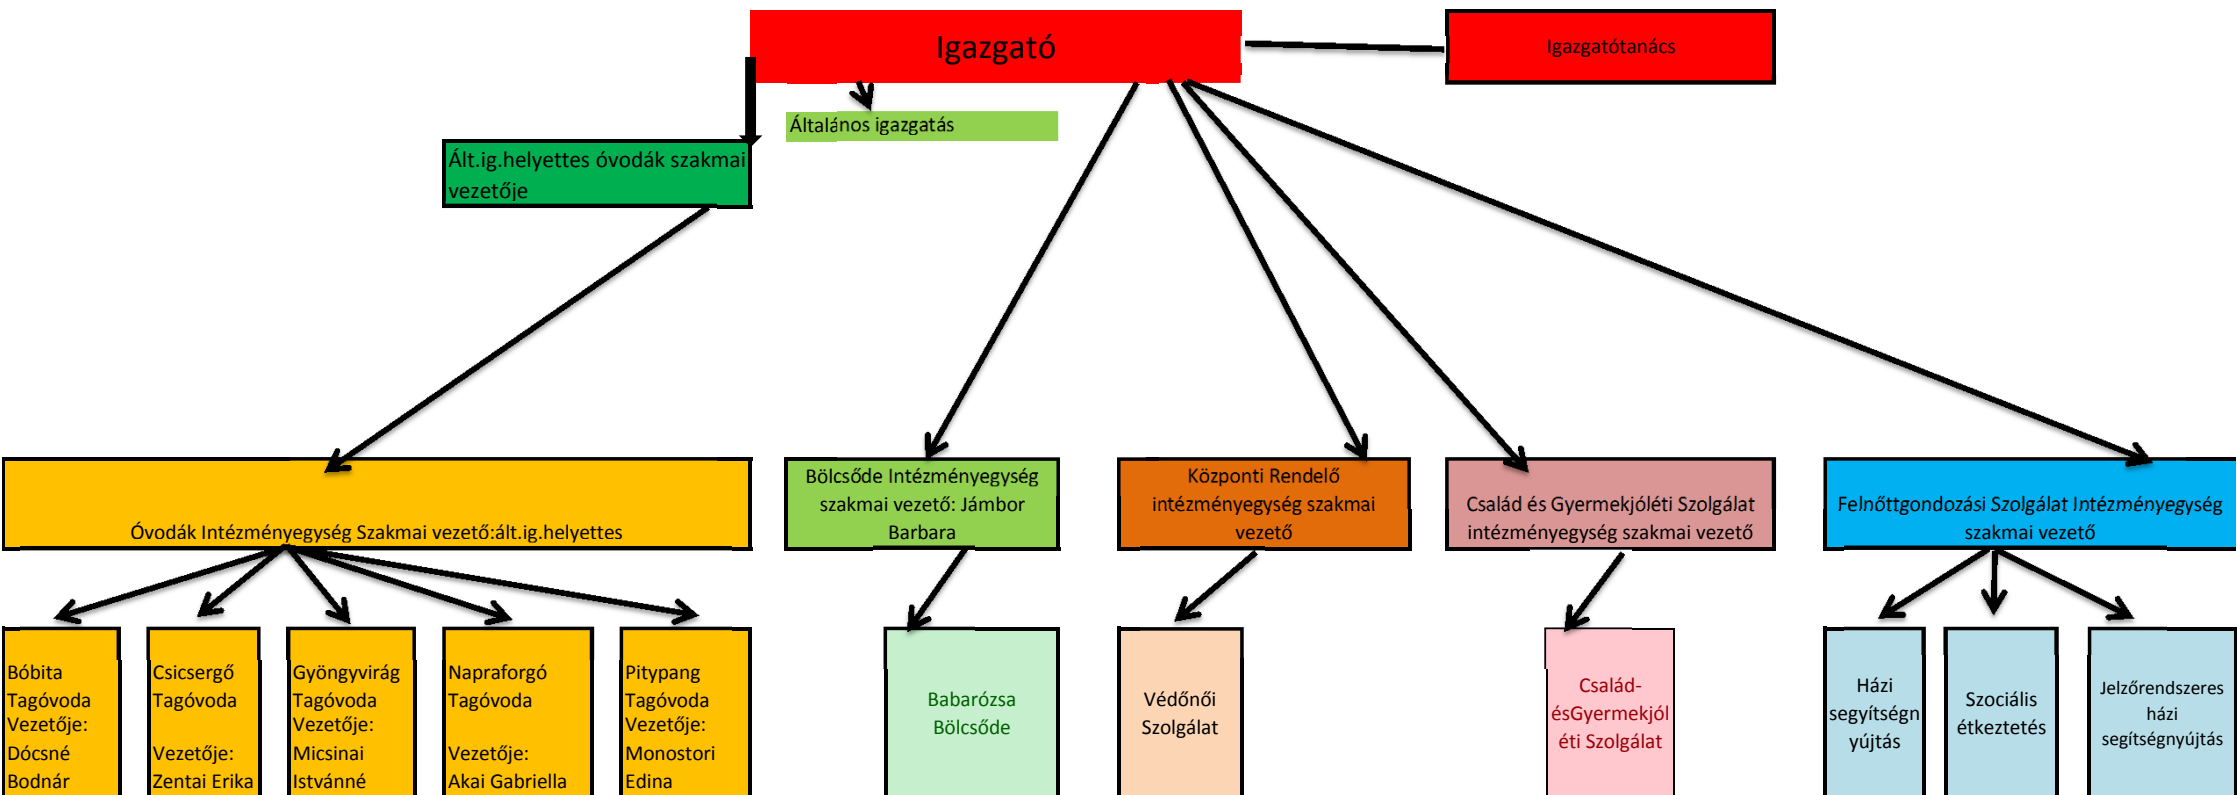 Igazgató
Igazgatótanács
Általános igazgatás
Ált.ig.helyettes óvodák szakmai
vezetője
Óvodák Intézményegység Szakmai vezető:ált.ig.helyettes
Bölcsőde Intézményegység
szakmai vezető: Jámbor
Barbara
Központi Rendelő
intézményegység szakmai
vezető
Család és Gyermekjóléti Szolgálat
intézményegység szakmai vezető
Felnőttgondozási Szolgálat Intézményegység
szakmai vezető
Bóbita
Tagóvoda
Vezetője:
Dócsné
Bodnár
Csicsergő
Tagóvoda
Vezetője:
Zentai Erika
Gyöngyvirág
Tagóvoda
Vezetője:
Micsinai
Istvánné
Napraforgó
Tagóvoda
Vezetője:
Akai Gabriella
Pitypang
Tagóvoda
Vezetője:
Monostori
Edina
Babarózsa
Bölcsőde
Védőnői
Szolgálat
Család-
ésGyermekjól
éti Szolgálat
Házi
segyítségn
yújtás
Szociális
étkeztetés
Jelzőrendszeres
házi
segítségnyújtás